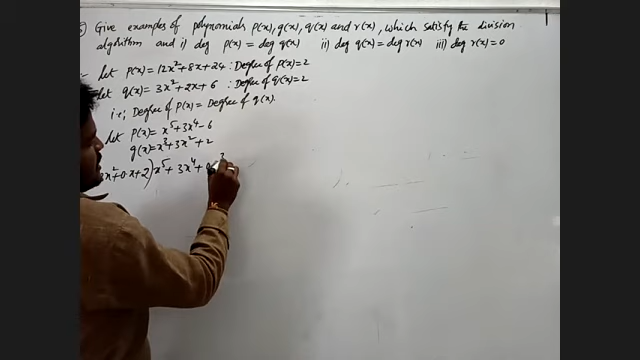 Give examples of polynomials P(x), g(x), q(x) and r(x), which satisfy the division
algorithm and i) deg P(x) = deg q(x) ii) deg q(x) = deg r(x) iii) deg r(x) = 0
Let P(x) = 12x² + 8x + 24 : Degree of P(x) = 2
Let q(x) = 3x² + 2x + 6 : Degree of q(x) = 2
i.e; Degree of P(x) = Degree of q(x).
Let P(x) = x⁵ + 3x⁴ - 6
g(x) = x³ + 3x² + 2
3x² + 0.x + 2) x⁵ + 3x⁴ +